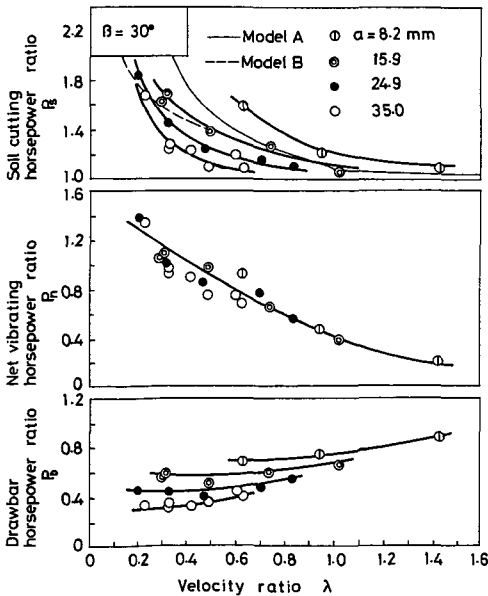 ß = 30°
Model A
Model B
a = 8.2 mm
15.9
24.9
35.0
Soil cutting
horsepower ratio
Ps
2.2
1.8
1.4
1.0
Net vibrating
horsepower ratio
Pn
1.6
1.2
0.8
0.4
0
Drawbar
horsepower ratio
PD
1.2
0.8
0.4
0
0 0.2 0.4 0.6 0.8 1.0 1.2 1.4 1.6
Velocity ratio λ